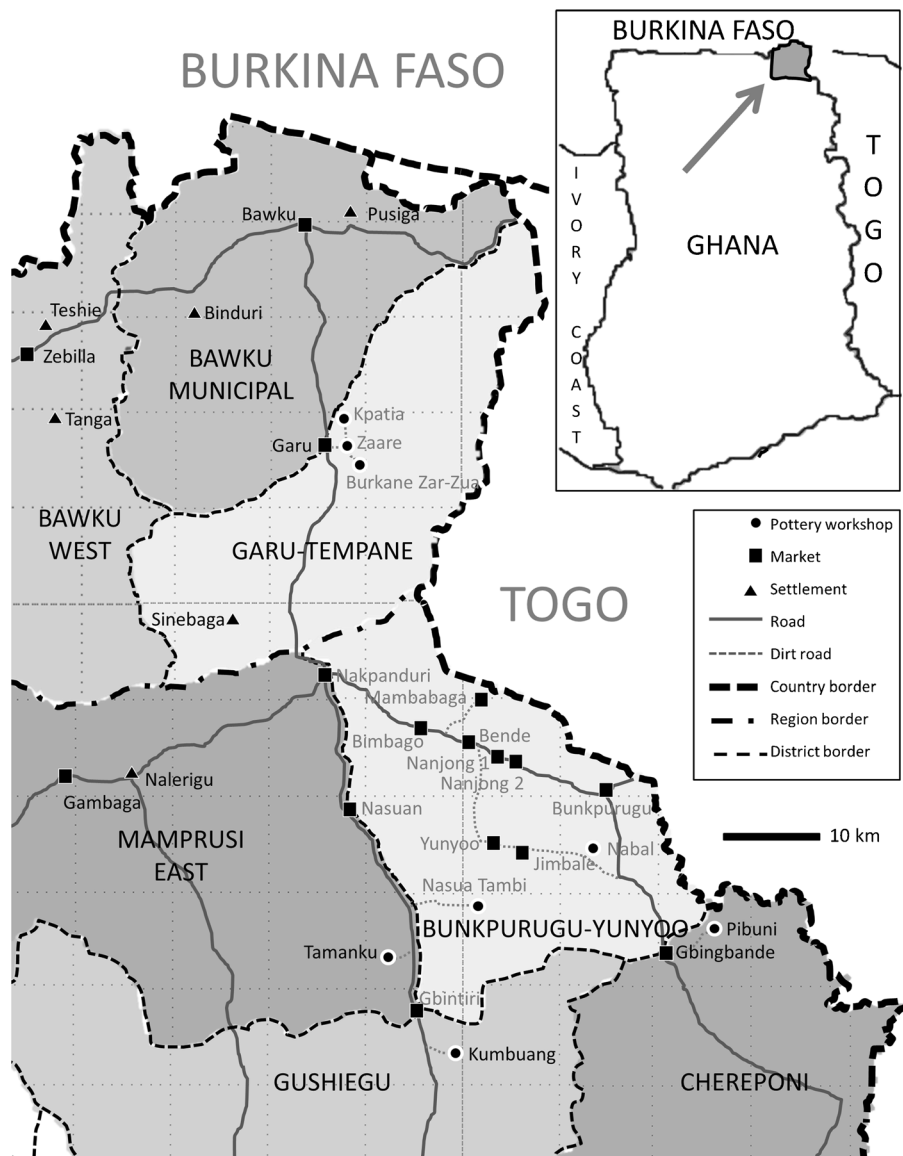 BURKINA FASO
BURKINA FASO
IVORY COAST
GHANA
TOGO
Bawku
Pusiga
Teshie
Binduri
Zebilla
BAWKU
MUNICIPAL
Tanga
Kpatia
Garu
Zaare
Burkane Zar-Zua
BAWKU
WEST
GARU-TEMPANE
Pottery workshop
Market
Settlement
Road
Dirt road
Country border
Region border
District border
10 km
TOGO
Sinebaga
Nakpanduri
Mambabaga
Bimbago
Bende
Nanjong 1
Nanjong 2
Nalerigu
Gambaga
Bunkpurugu
Nasuan
MAMPRUSI
EAST
Yunyoo
Jimbale
Nabal
Nasua Tambi
BUNKPURUGU-YUNYOO
Pibuni
Tamanku
Gbingbande
Gbintiri
Kumbuang
GUSHIEGU
CHEREPONI